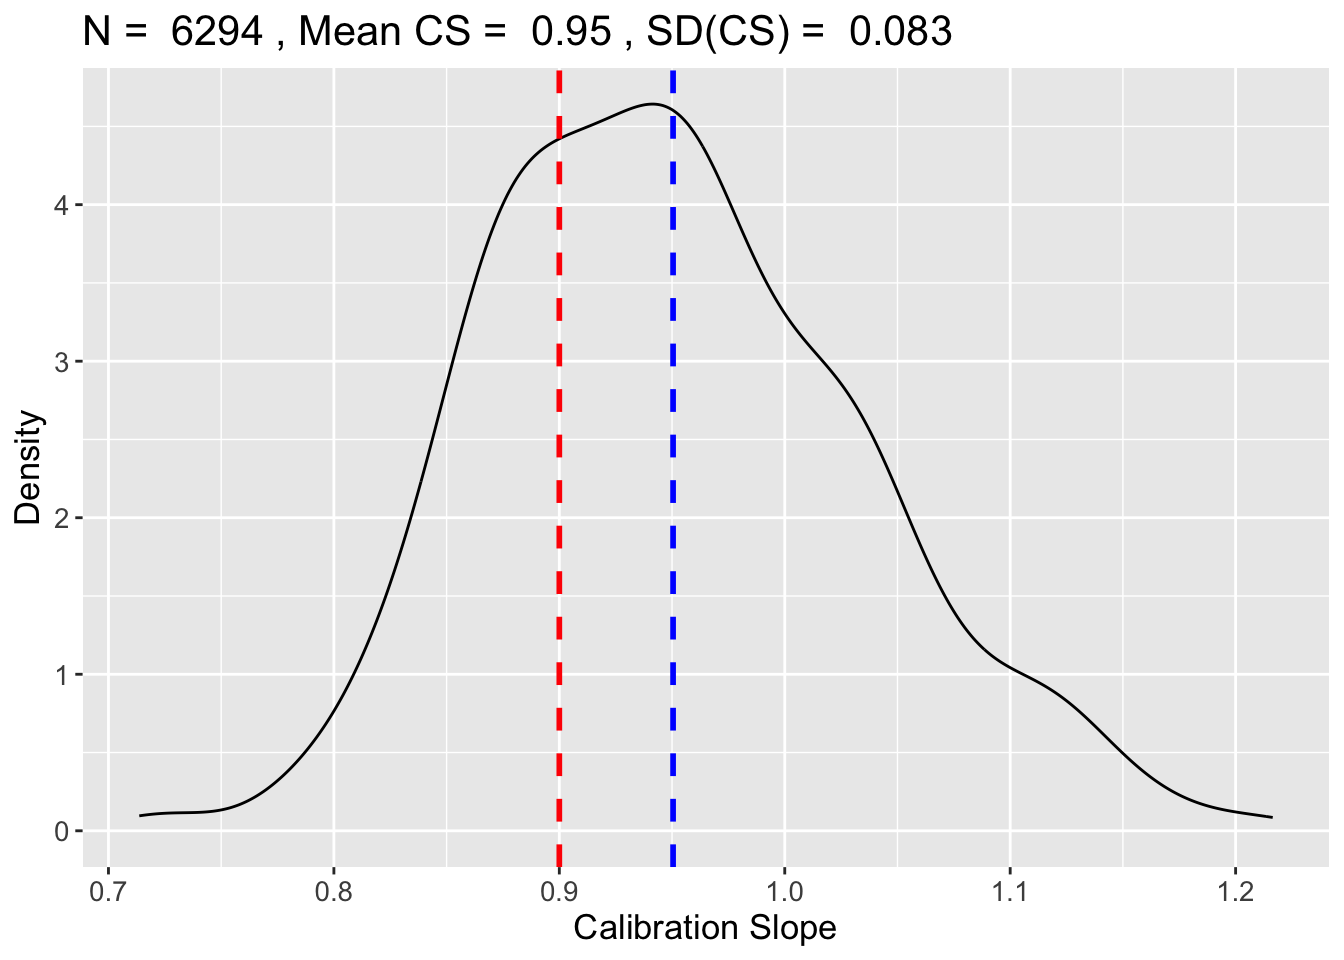 N =  6294 , Mean CS =  0.95 , SD(CS) =  0.083
Density
4
3
2
1
0
0.7 0.8 0.9 1.0 1.1 1.2
Calibration Slope